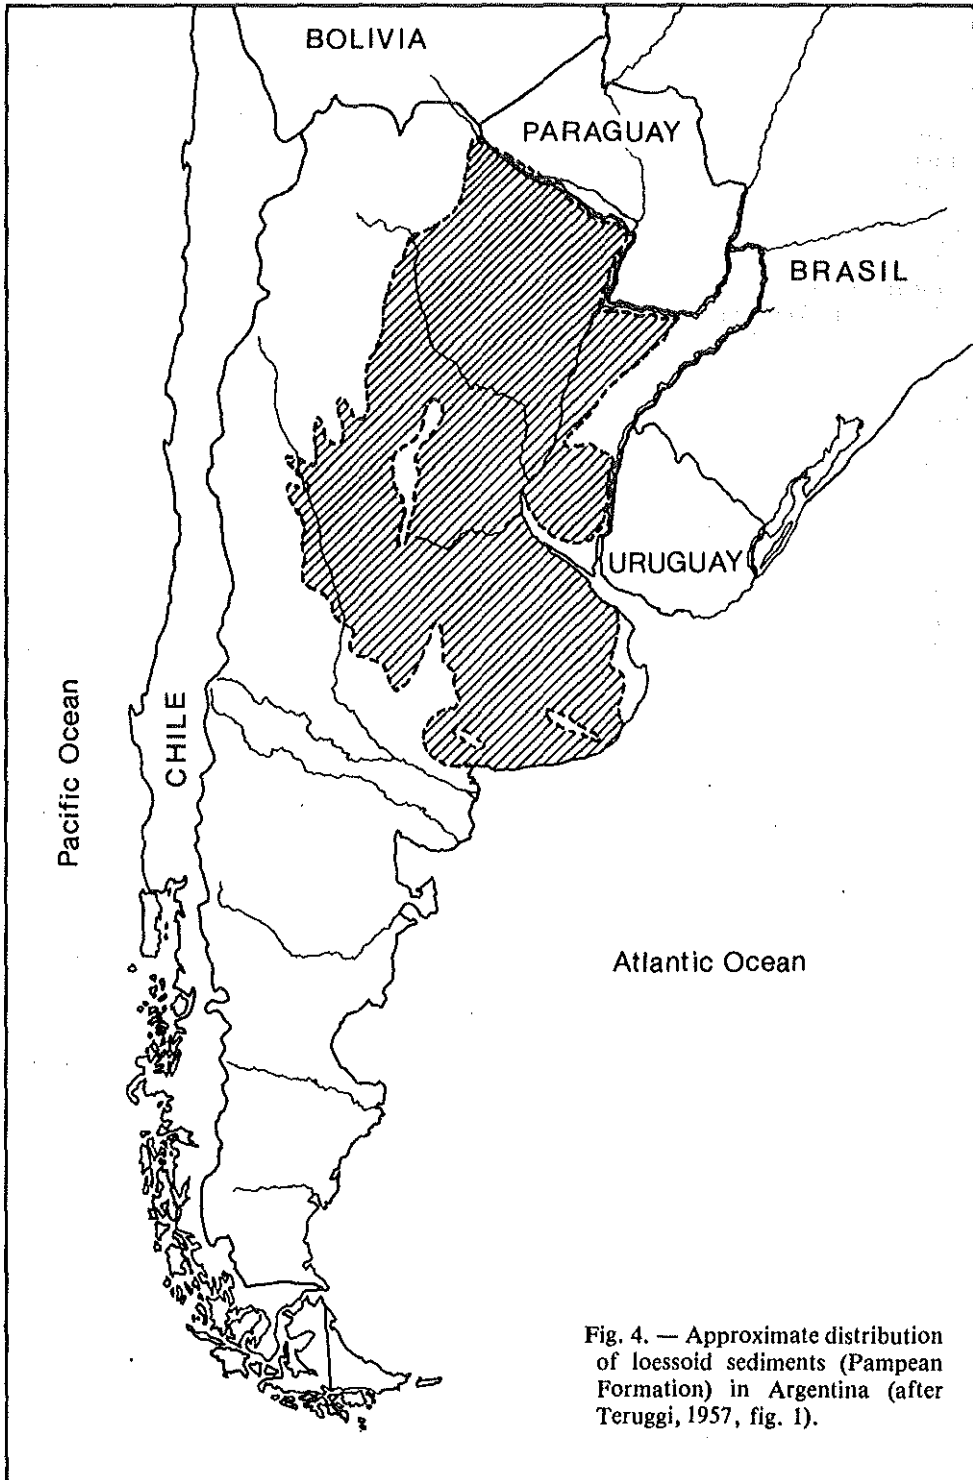 BOLIVIA
PARAGUAY
BRASIL
URUGUAY
Pacific Ocean
CHILE
Atlantic Ocean
Fig. 4. — Approximate distribution
of loessoid sediments (Pampean
Formation) in Argentina (after
Teruggi, 1957, fig. 1).